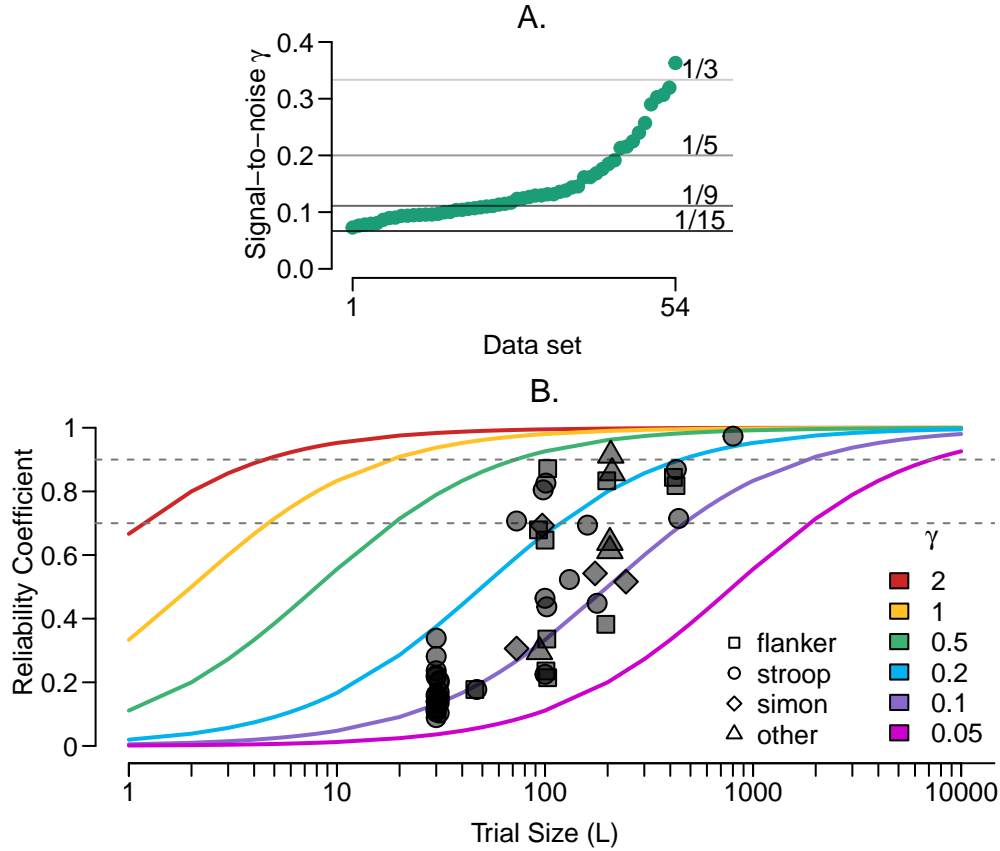 A.
Signal−to−noise γ
0.4
0.3
0.2
0.1
0.0
1/3
1/5
1/9
1/15
1
54
Data set
B.
Reliability Coefficient
1
0.8
0.6
0.4
0.2
0
γ
2
1
0.5
0.2
0.1
0.05
flanker
stroop
simon
other
1
10
100
1000
10000
Trial Size (L)